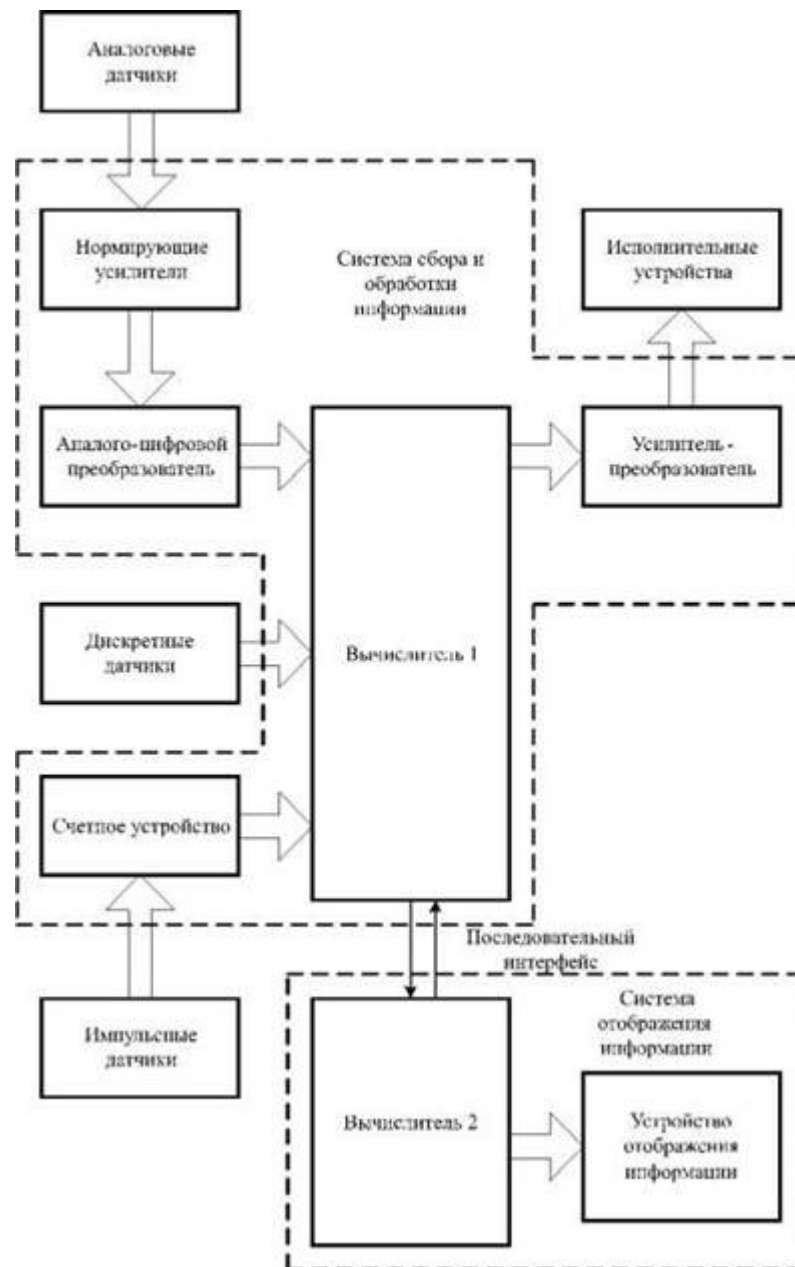 Аналоговые
датчики
Нормирующие
усилители
Система сбора и
обработки
информации
Исполнительные
устройства
Аналого-цифровой
преобразователь
Усилитель-
преобразователь
Дискретные
датчики
Вычислитель 1
Счетное устройство
Последовательный
интерфейс
Импульсные
датчики
Система
отображения
информации
Вычислитель 2
Устройство
отображения
информации